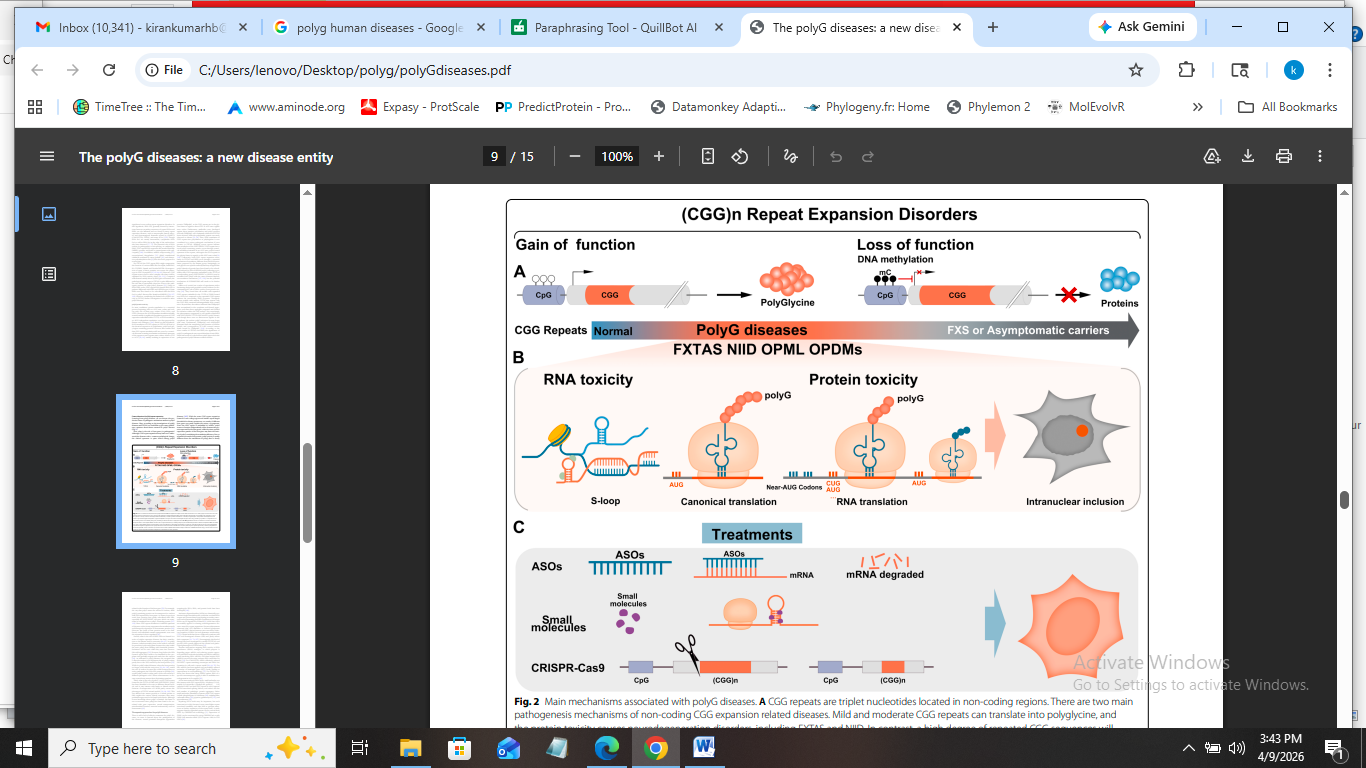 Inbox (10,341) - kirankumarhb@
polyg human diseases - Google
Paraphrasing Tool - QuillBot AI
The polyG diseases: a new disea
Ask Gemini
File
C:/Users/lenovo/Desktop/polyg/polyGdiseases.pdf
k
TimeTree :: The Tim...
www.aminode.org
Expasy - ProtScale
PP PredictProtein - Pro...
Datamonkey Adapti...
Phylogeny.fr: Home
Phylemon 2
MolEvolvR
All Bookmarks
The polyG diseases: a new disease entity
9 / 15
100%
8
9
(CGG)n Repeat Expansion Disorders
Gain of function
Loss of function
DNA methylation
A
mC
CpG
CGG
PolyGlycine
CpG
CGG
Proteins
CGG Repeats
Normal
PolyG diseases
FXS or Asymptomatic carriers
FXTAS NIID OPML OPDMs
B
RNA toxicity
Protein toxicity
polyG
polyG
AUG
Near-AUG Codons
CUG
AUG
AUG
S-loop
Canonical translation
RNA translation
Intranuclear inclusion
C
Treatments
ASOs
ASOs
ASOs
mRNA
mRNA degraded
Small
molecules
Small
molecules
CRISPR-Cas9
CpG
(CGG)n
CpG
(CGG)n
Activate Windows
Go to Settings to activate Windows.
Fig. 2 Main mechanisms associated with polyG diseases. A CGG repeats are triplet nucleotides located in non-coding regions. There are two main
pathogenesis mechanisms of non-coding CGG expansion related diseases. Mild and moderate CGG repeats can translate into polyglycine, and
Type here to search
3:43 PM
4/9/2026
1